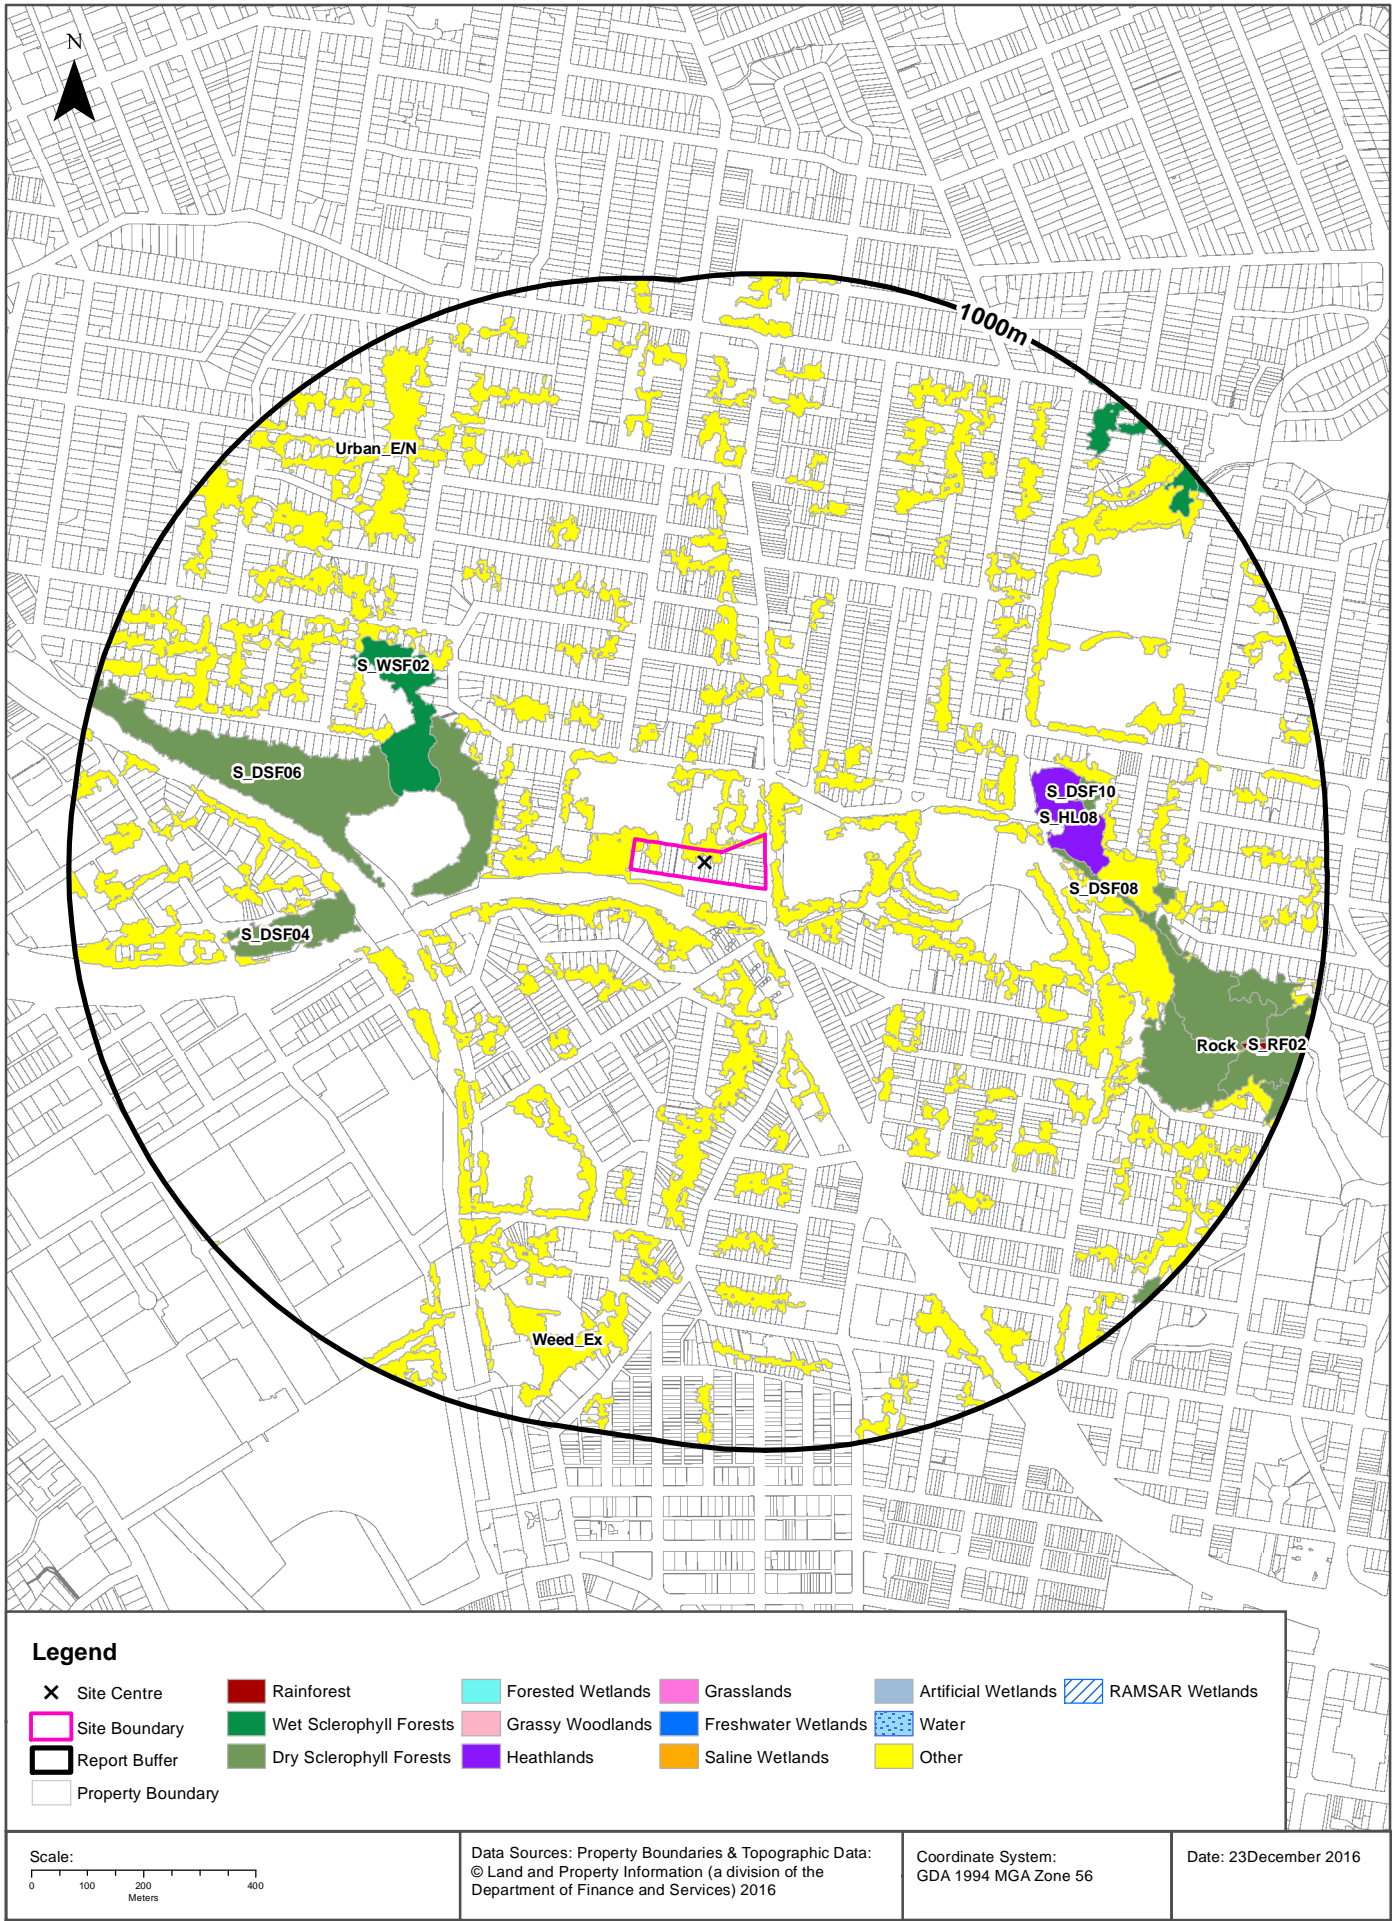 N
1000m
Urban_E/N
S_WSF02
S_DSF06
S_DSF10
S_HL08
S_DSF08
S_DSF04
Rock
S_RF02
Weed_Ex
Legend
Site Centre
Site Boundary
Report Buffer
Property Boundary
Rainforest
Wet Sclerophyll Forests
Dry Sclerophyll Forests
Forested Wetlands
Grassy Woodlands
Heathlands
Grasslands
Freshwater Wetlands
Saline Wetlands
Artificial Wetlands
Water
Other
RAMSAR Wetlands
Scale:
0 100 200 400
Meters
Data Sources: Property Boundaries & Topographic Data:
© Land and Property Information (a division of the
Department of Finance and Services) 2016
Coordinate System:
GDA 1994 MGA Zone 56
Date: 23December 2016